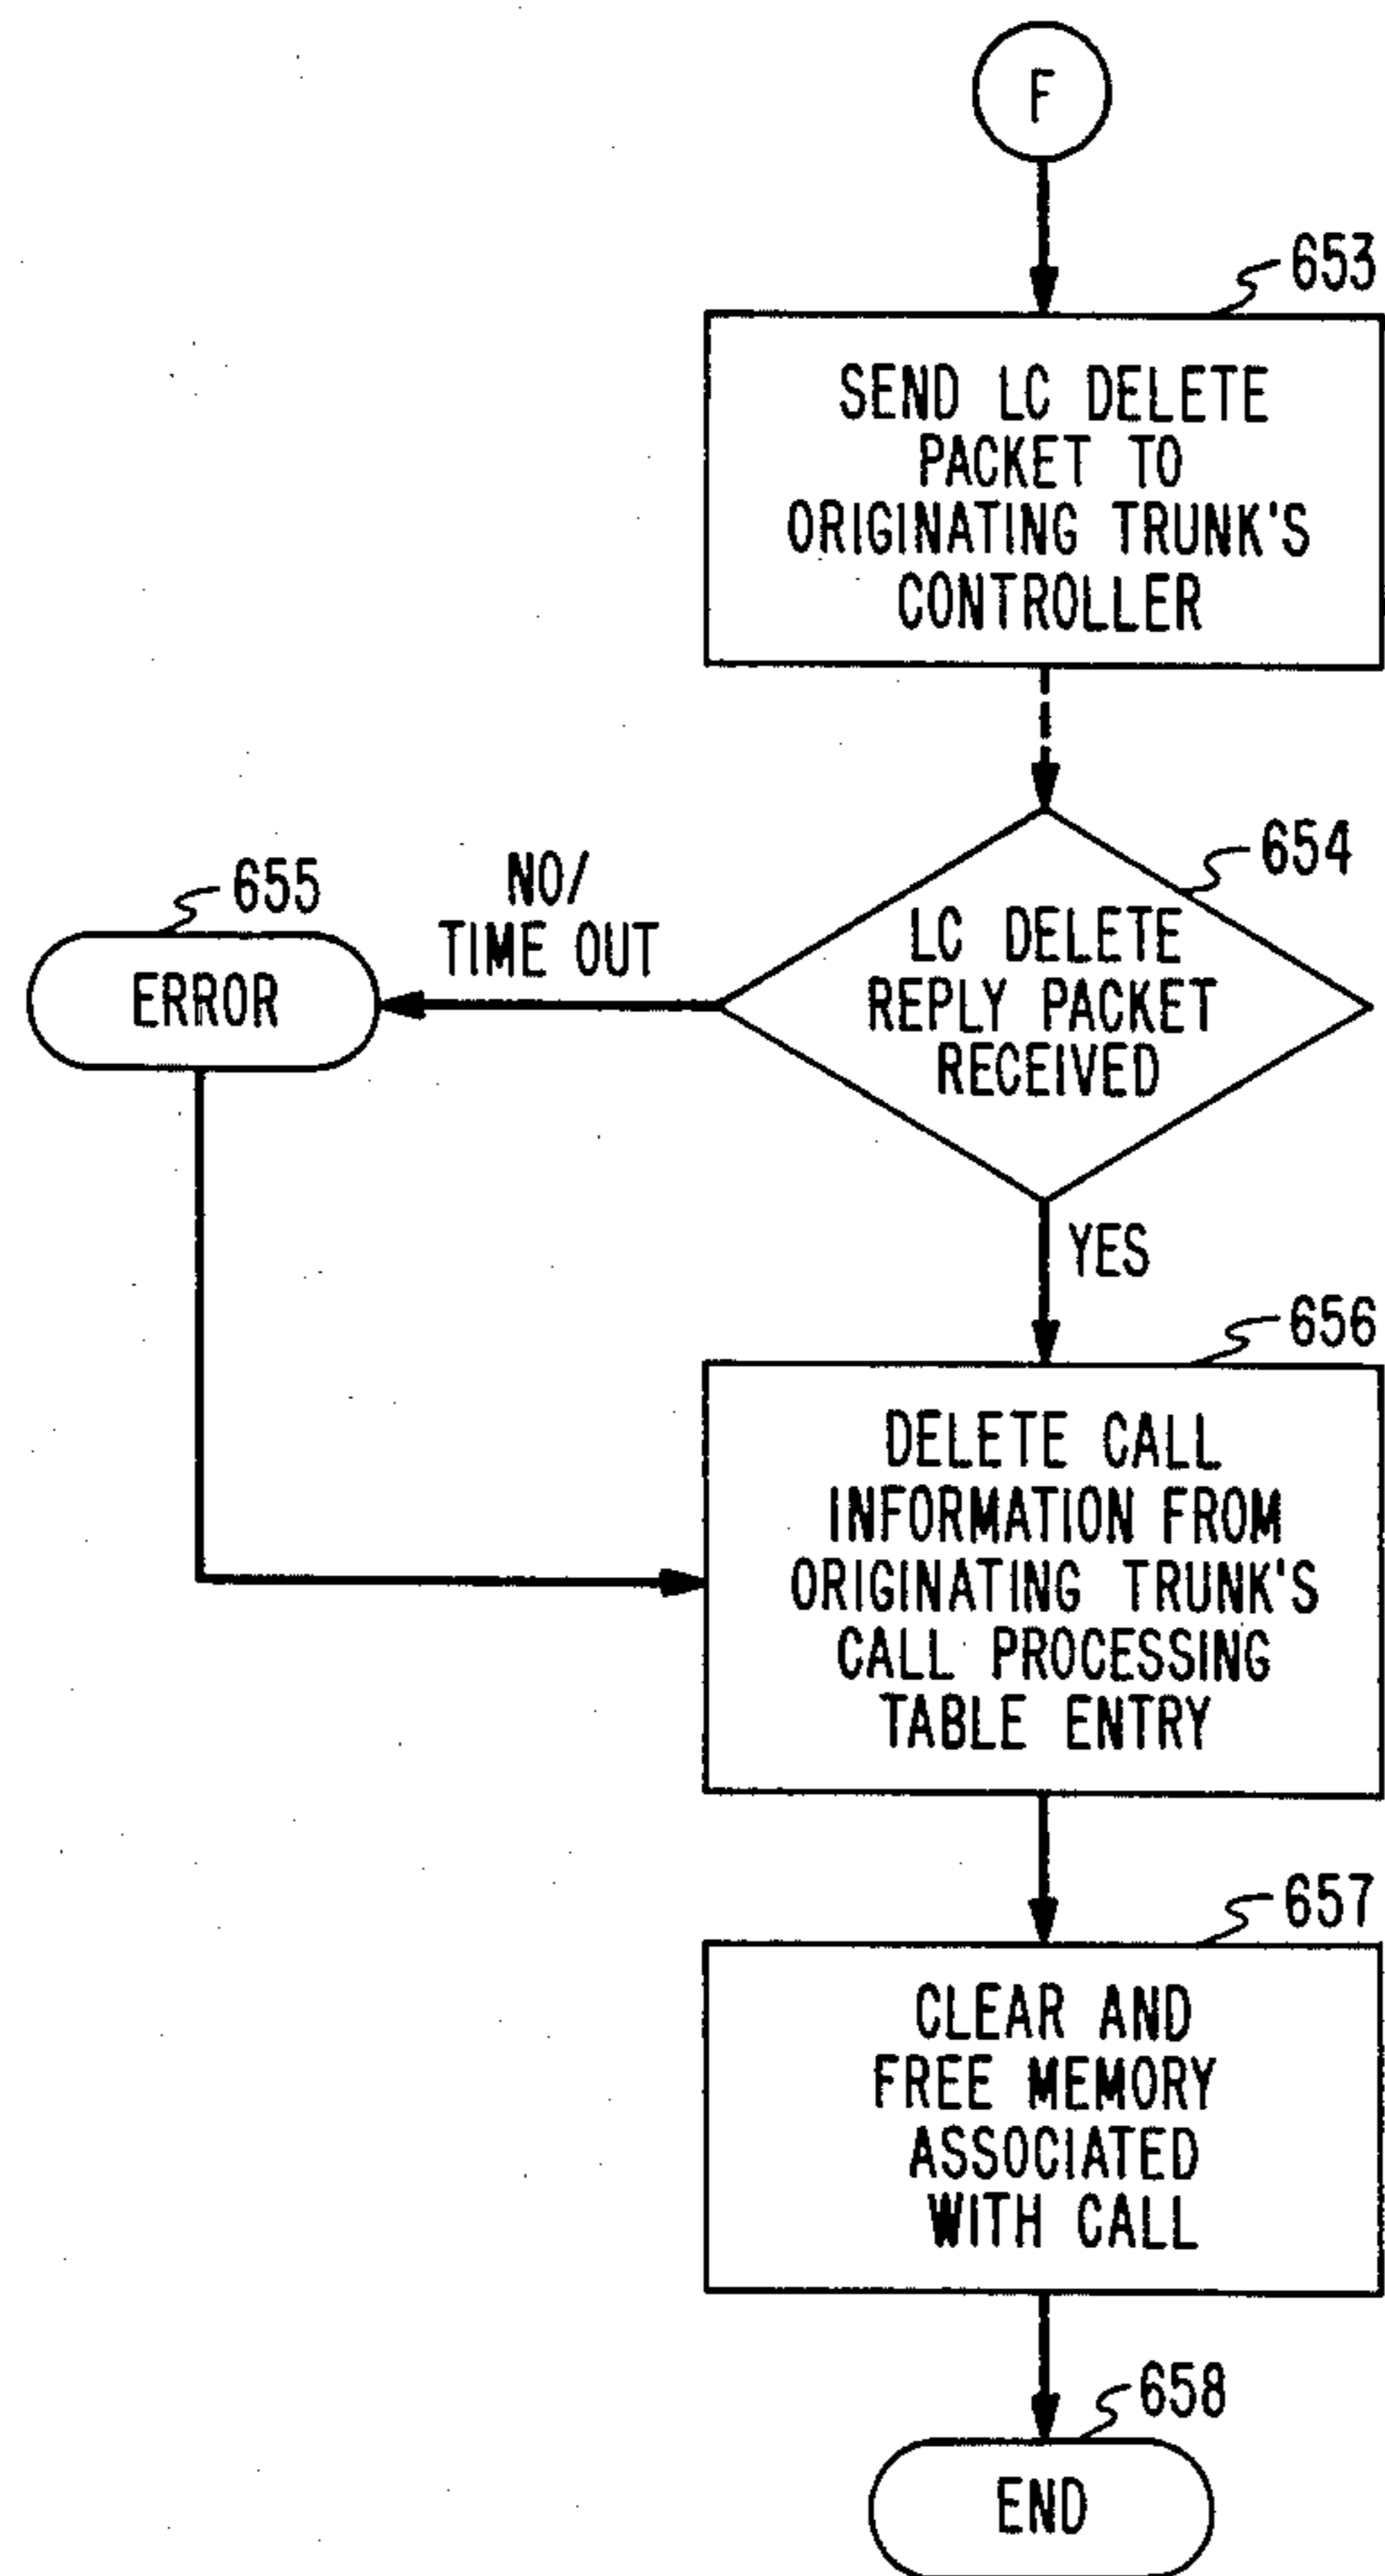 F
653
SEND LC DELETE
PACKET TO
ORIGINATING TRUNK'S
CONTROLLER
654
LC DELETE
REPLY PACKET
RECEIVED
NO/
TIME OUT
655
ERROR
YES
656
DELETE CALL
INFORMATION FROM
ORIGINATING TRUNK'S
CALL PROCESSING
TABLE ENTRY
657
CLEAR AND
FREE MEMORY
ASSOCIATED
WITH CALL
658
END